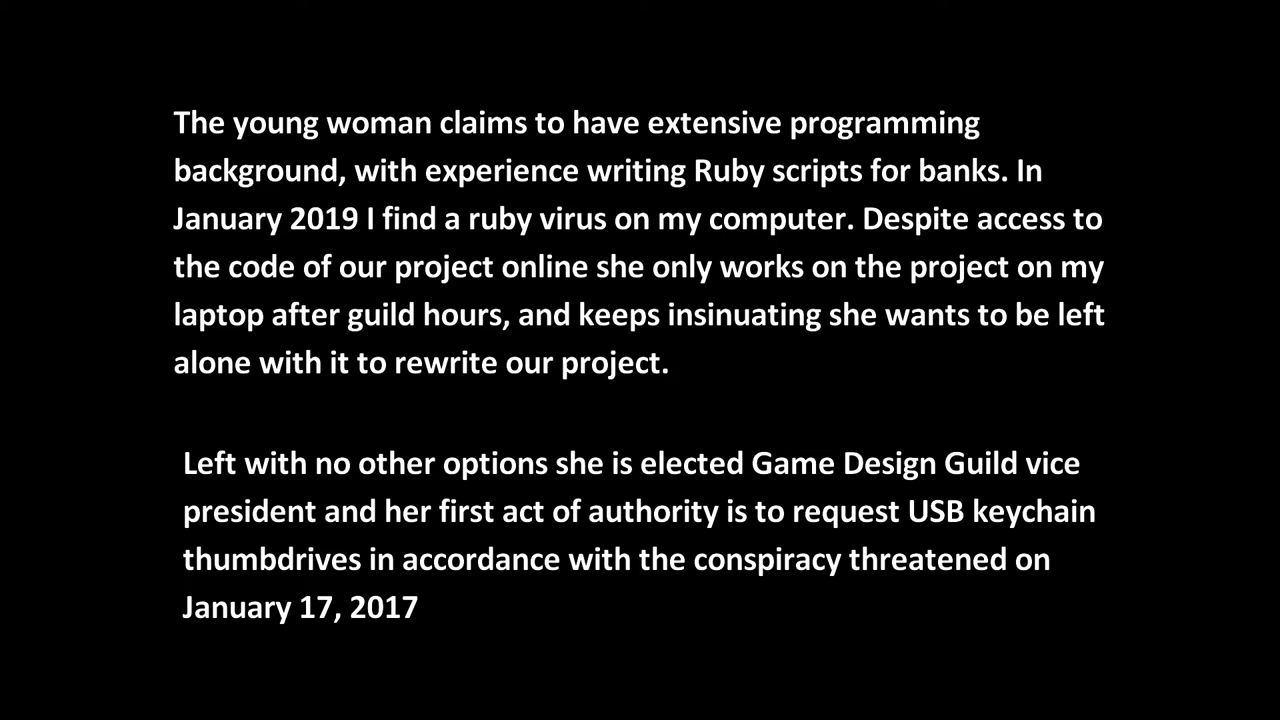 The young woman claims to have extensive programming
background, with experience writing Ruby scripts for banks. In
January 2019 I find a ruby virus on my computer. Despite access to
the code of our project online she only works on the project on my
laptop after guild hours, and keeps insinuating she wants to be left
alone with it to rewrite our project.
Left with no other options she is elected Game Design Guild vice
president and her first act of authority is to request USB keychain
thumbdrives in accordance with the conspiracy threatened on
January 17, 2017